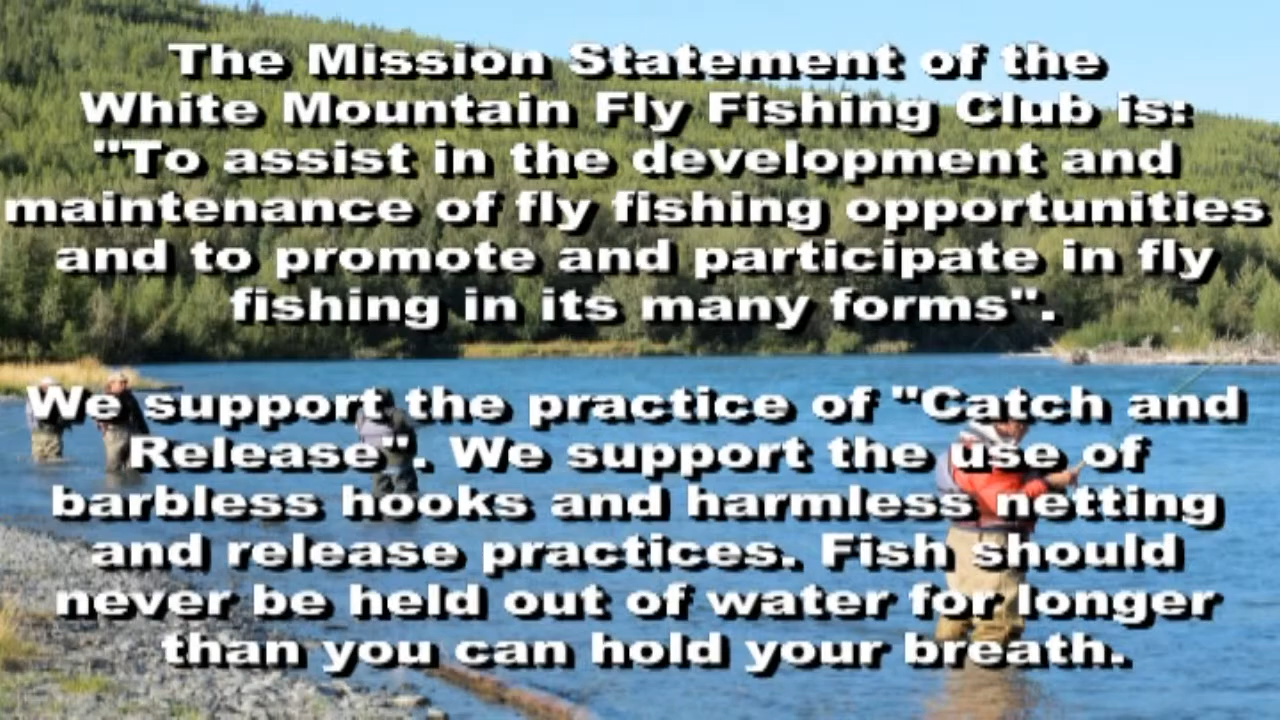 The Mission Statement of the
White Mountain Fly Fishing Club is:
"To assist in the development and
maintenance of fly fishing opportunities
and to promote and participate in fly
fishing in its many forms".
We support the practice of "Catch and
Release". We support the use of
barbless hooks and harmless netting
and release practices. Fish should
never be held out of water for longer
than you can hold your breath.